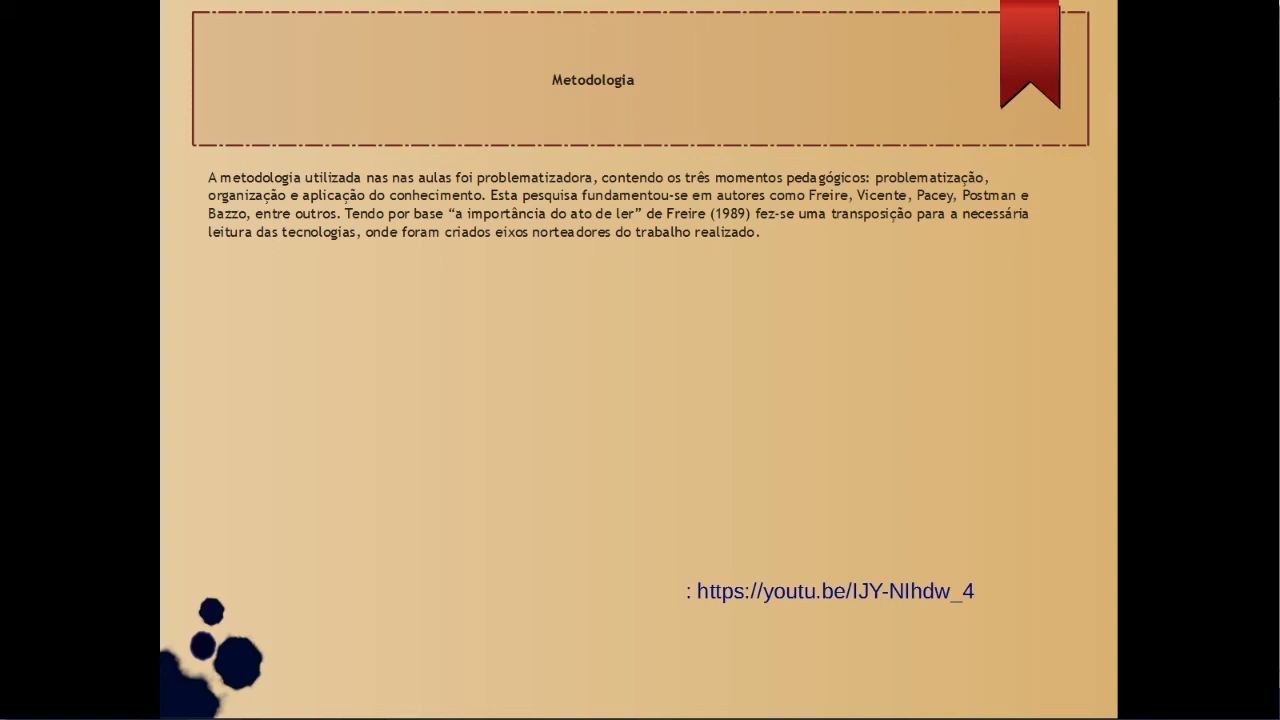 Metodologia
A metodologia utilizada nas nas aulas foi problematizadora, contendo os três momentos pedagógicos: problematização,
organização e aplicação do conhecimento. Esta pesquisa fundamentou-se em autores como Freire, Vicente, Pacey, Postman e
Bazzo, entre outros. Tendo por base “a importância do ato de ler” de Freire (1989) fez-se uma transposição para a necessária
leitura das tecnologias, onde foram criados eixos norteadores do trabalho realizado.
: https://youtu.be/IJY-NIhdw_4